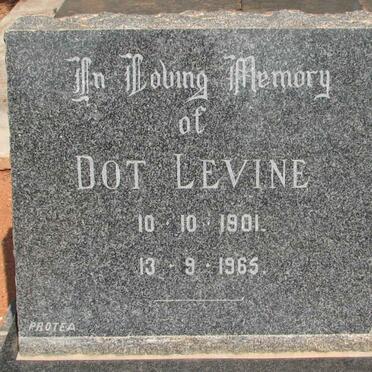 In Loving Memory
of
DOT LEVINE
10 · 10 · 1901.
13 · 9 · 1965.
PROTEA